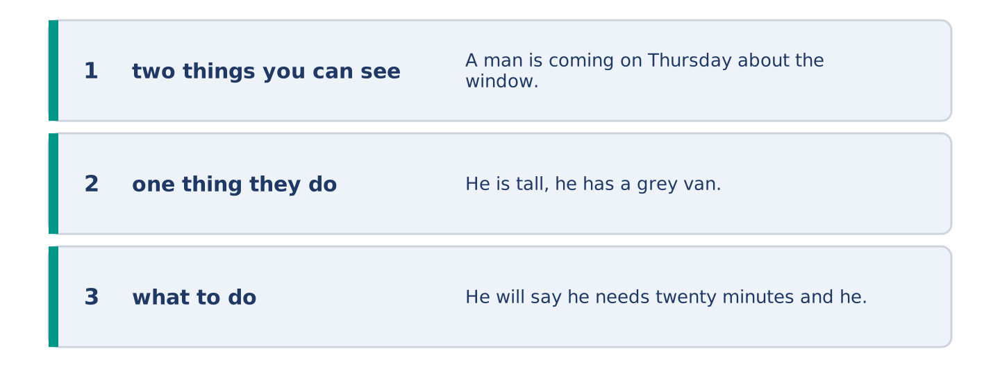 1 two things you can see A man is coming on Thursday about the
window.
2 one thing they do He is tall, he has a grey van.
3 what to do He will say he needs twenty minutes and he.